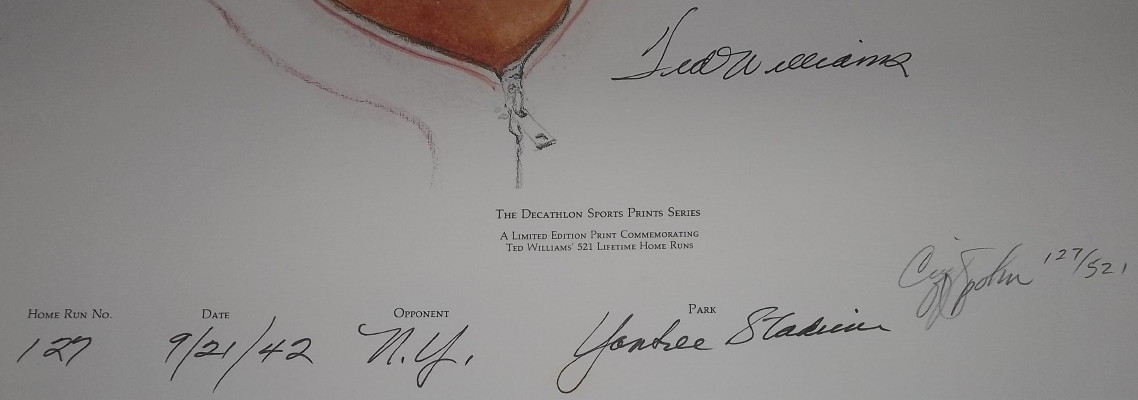 Ted Williams
THE DECATHLON SPORTS PRINTS SERIES
A LIMITED EDITION PRINT COMMEMORATING
TED WILLIAMS' 521 LIFETIME HOME RUNS
127/521
HOME RUN NO. DATE OPPONENT PARK
127 9/21/42 N.Y. Yankee Stadium